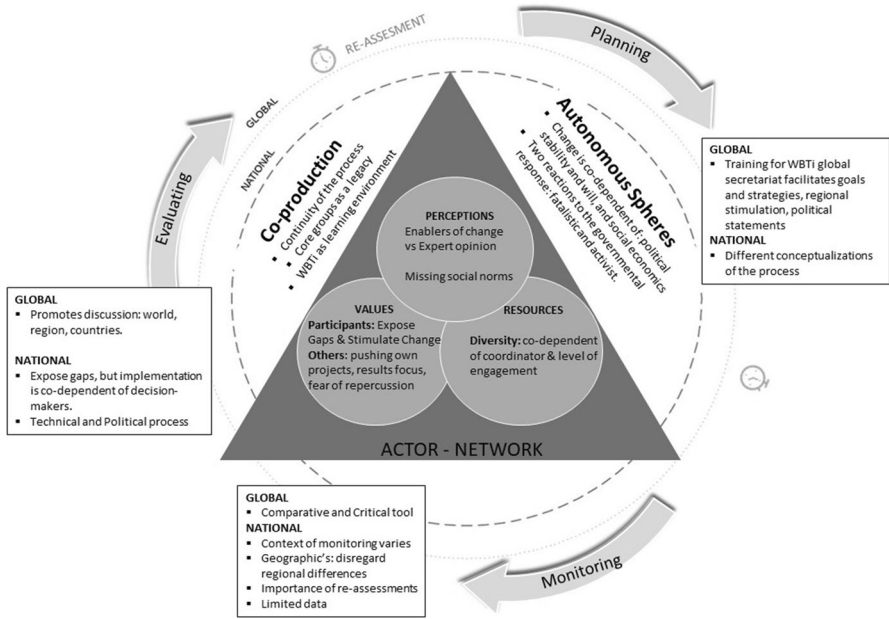 RE-ASSESMENT
GLOBAL
NATIONAL
Planning
GLOBAL
▪ Training for WBTi global
secretariat facilitates goals
and strategies, regional
stimulation, political
statements
NATIONAL
▪ Different conceptualizations
of the process
Autonomous Spheres
▪ Change is co-dependent of: political
stability and will, and social economics
▪ Two reactions to the governmental
response: fatalistic and activist.
Co-production
▪ Continuity of the process
▪ Core groups as a legacy
▪ WBTi as learning environment
PERCEPTIONS
Enablers of change
vs Expert opinion
Missing social norms
VALUES
Participants: Expose
Gaps & Stimulate Change
Others: pushing own
projects, results focus,
fear of repercussion
RESOURCES
Diversity: co-dependent
of coordinator & level of
engagement
ACTOR - NETWORK
Evaluating
GLOBAL
▪ Promotes discussion: world,
region, countries.
NATIONAL
▪ Expose gaps, but implementation
is co-dependent of decision-
makers.
▪ Technical and Political process
Monitoring
GLOBAL
▪ Comparative and Critical tool
NATIONAL
▪ Context of monitoring varies
▪ Geographic's: disregard
regional differences
▪ Importance of re-assessments
▪ Limited data